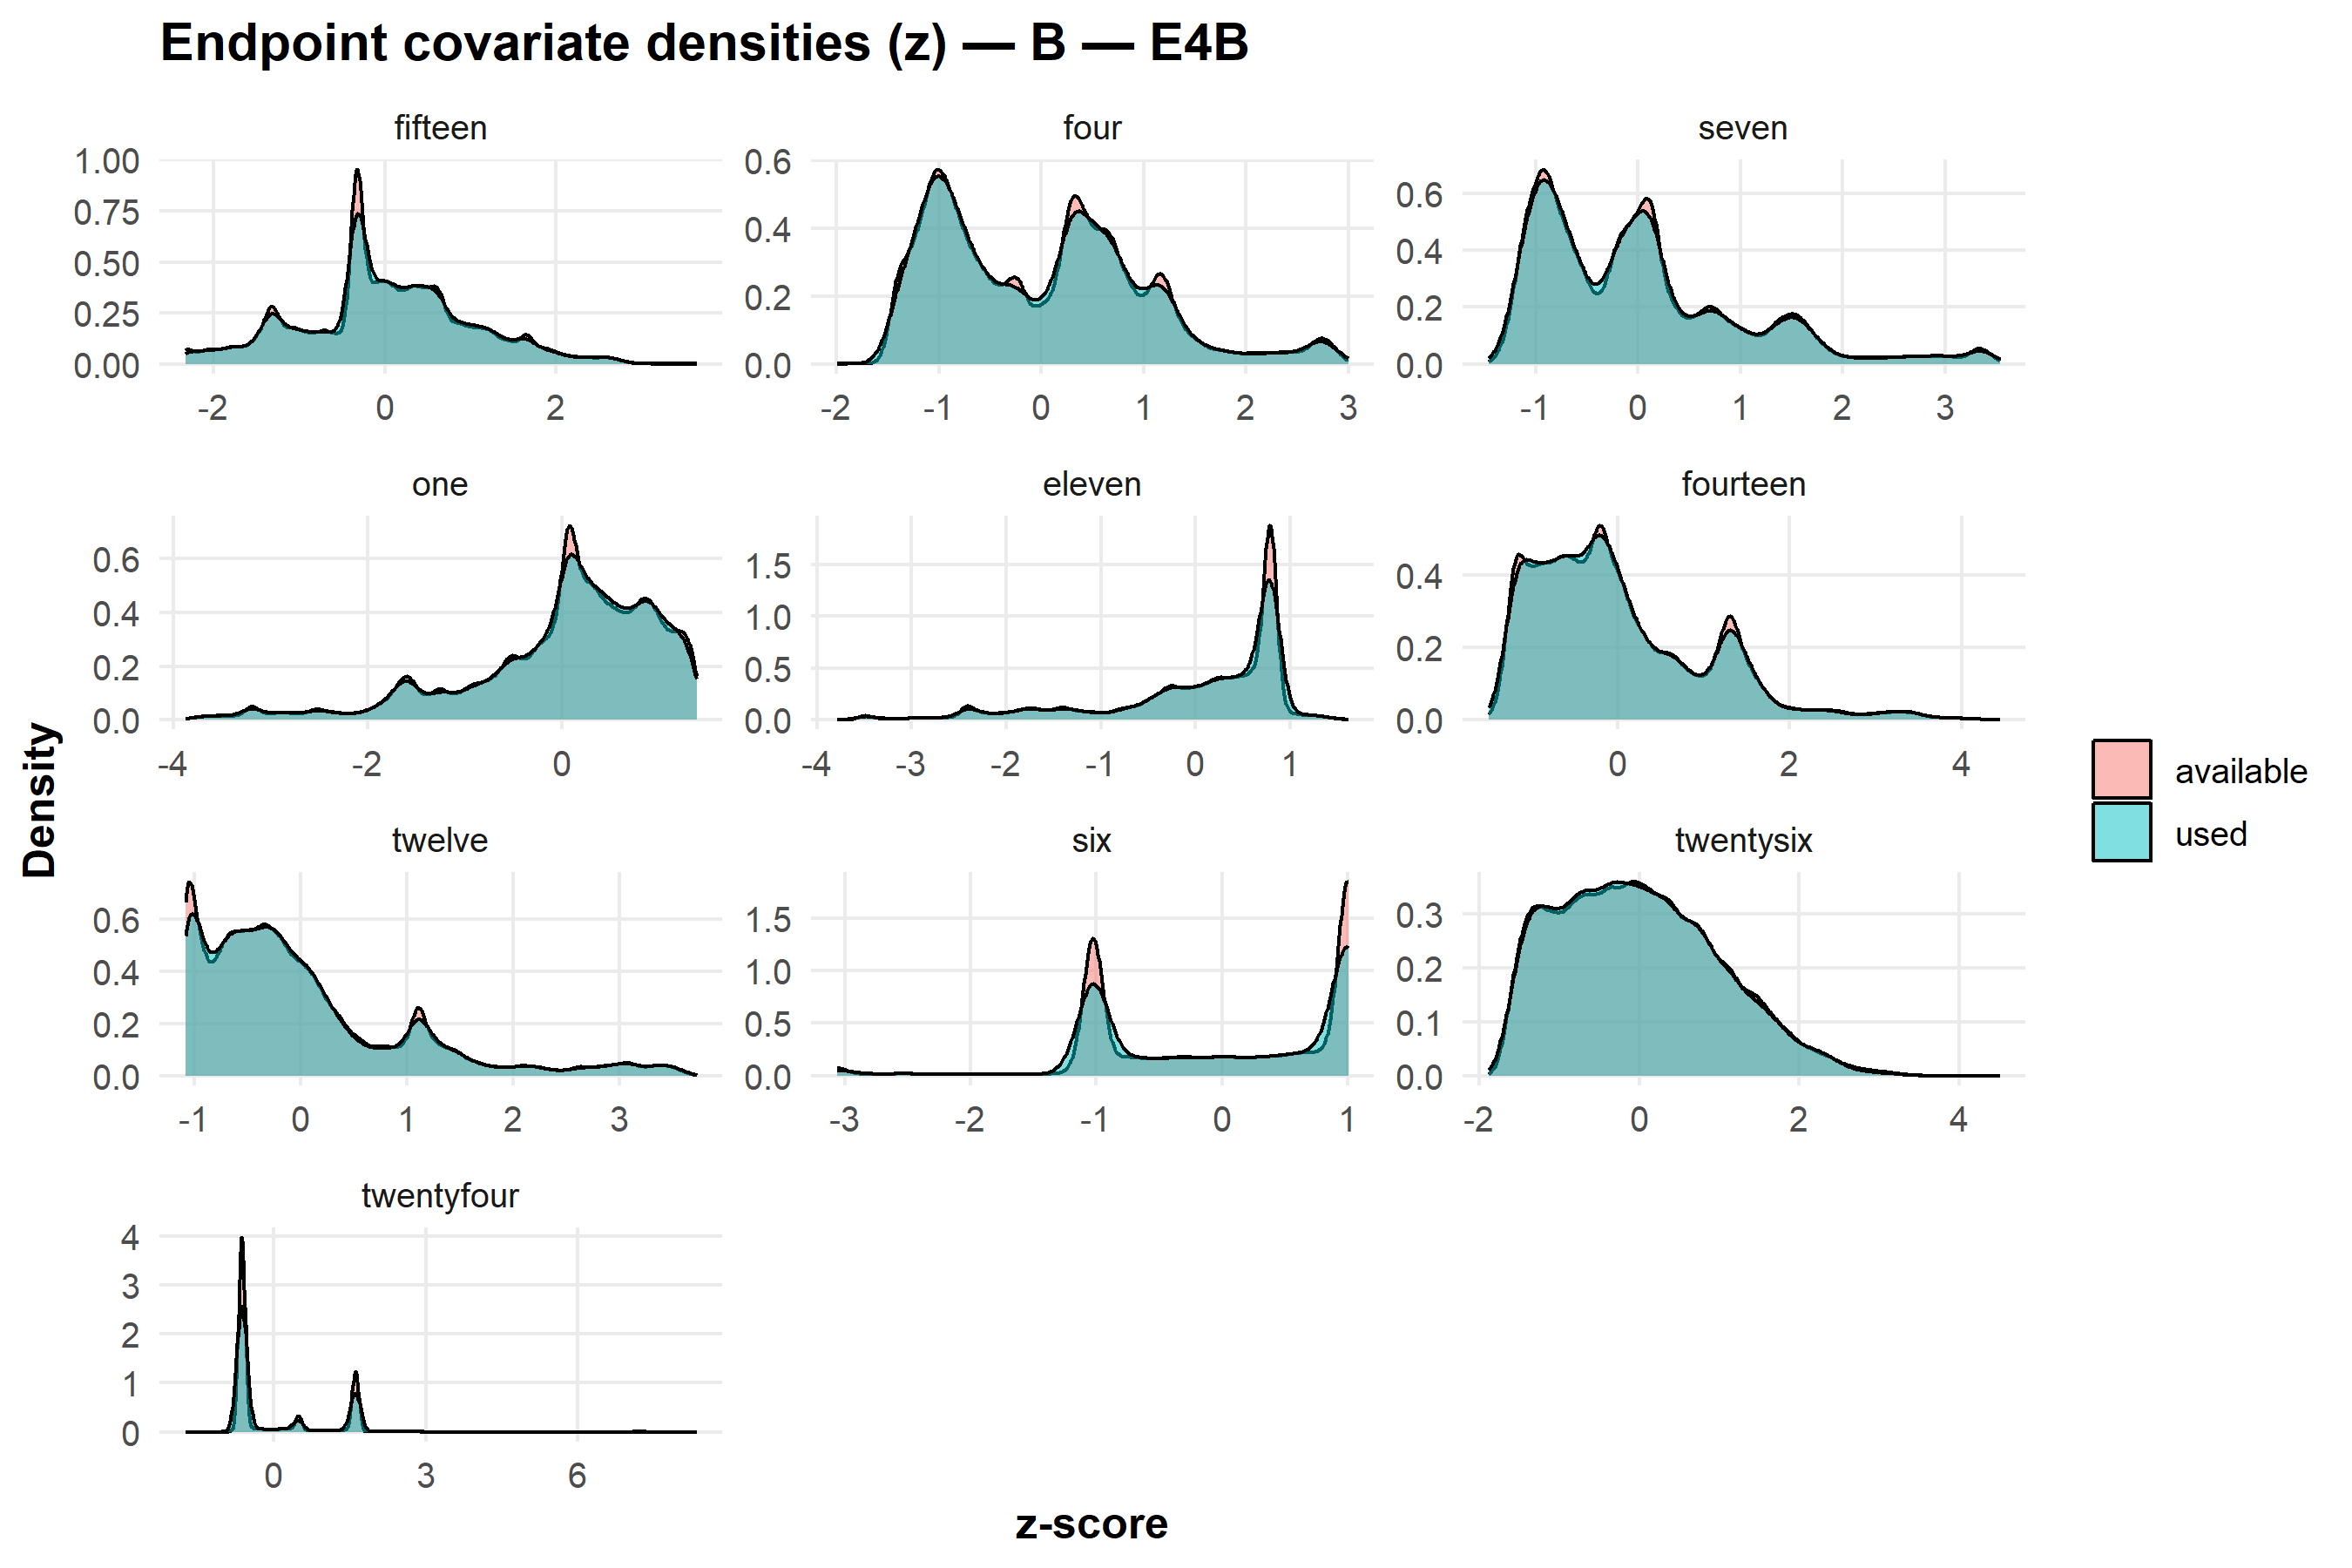 Endpoint covariate densities (z) — B — E4B
fifteen
four
seven
1.00
0.75
0.50
0.25
0.00
-2 0 2
0.6
0.4
0.2
0.0
-2 -1 0 1 2 3
0.6
0.4
0.2
0.0
-1 0 1 2 3
one
eleven
fourteen
0.6
0.4
0.2
0.0
-4 -2 0
1.5
1.0
0.5
0.0
-4 -3 -2 -1 0 1
0.4
0.2
0.0
0 2 4
twelve
six
twentysix
0.6
0.4
0.2
0.0
-1 0 1 2 3
1.5
1.0
0.5
0.0
-3 -2 -1 0 1
0.3
0.2
0.1
0.0
-2 0 2 4
twentyfour
4
3
2
1
0
0 3 6
Density
z-score
available
used